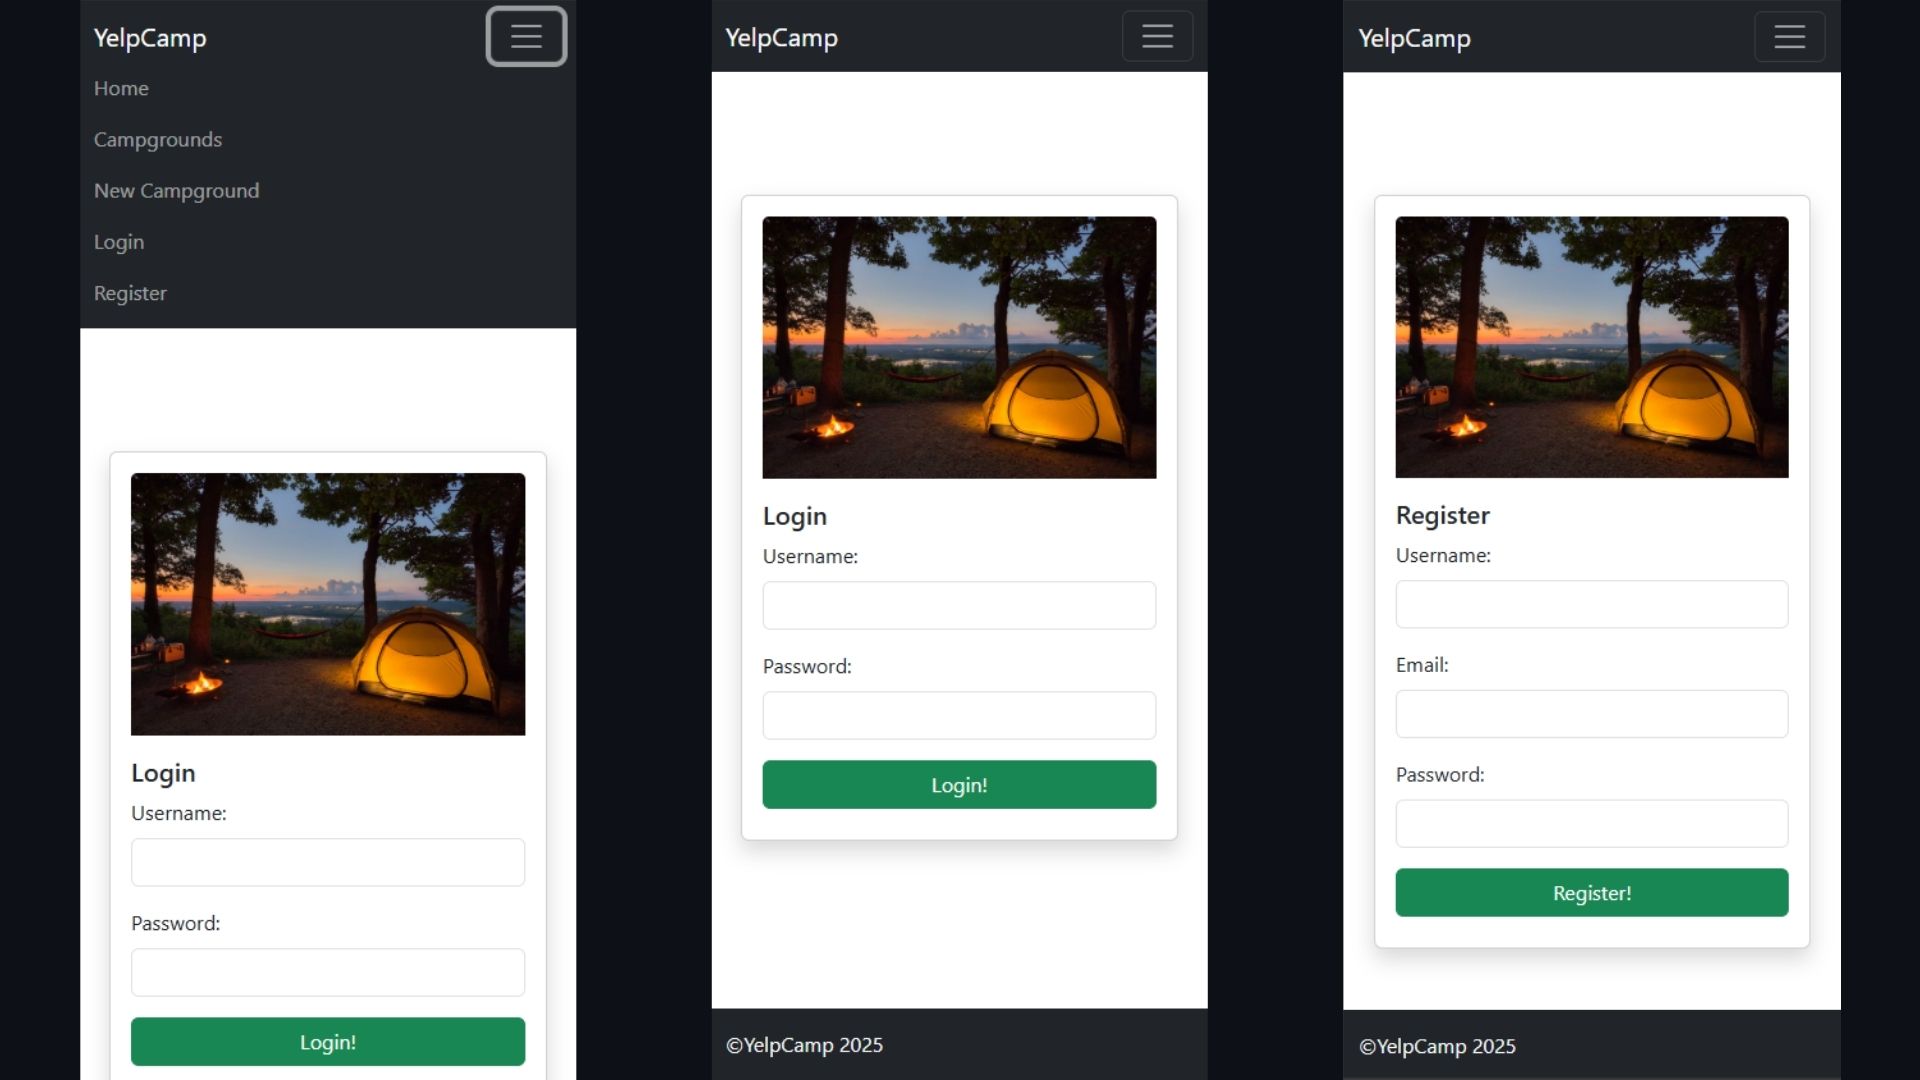 YelpCamp
Home
Campgrounds
New Campground
Login
Register
Login
Username:
Password:
Login!
YelpCamp
Login
Username:
Password:
Login!
©YelpCamp 2025
YelpCamp
Register
Username:
Email:
Password:
Register!
©YelpCamp 2025